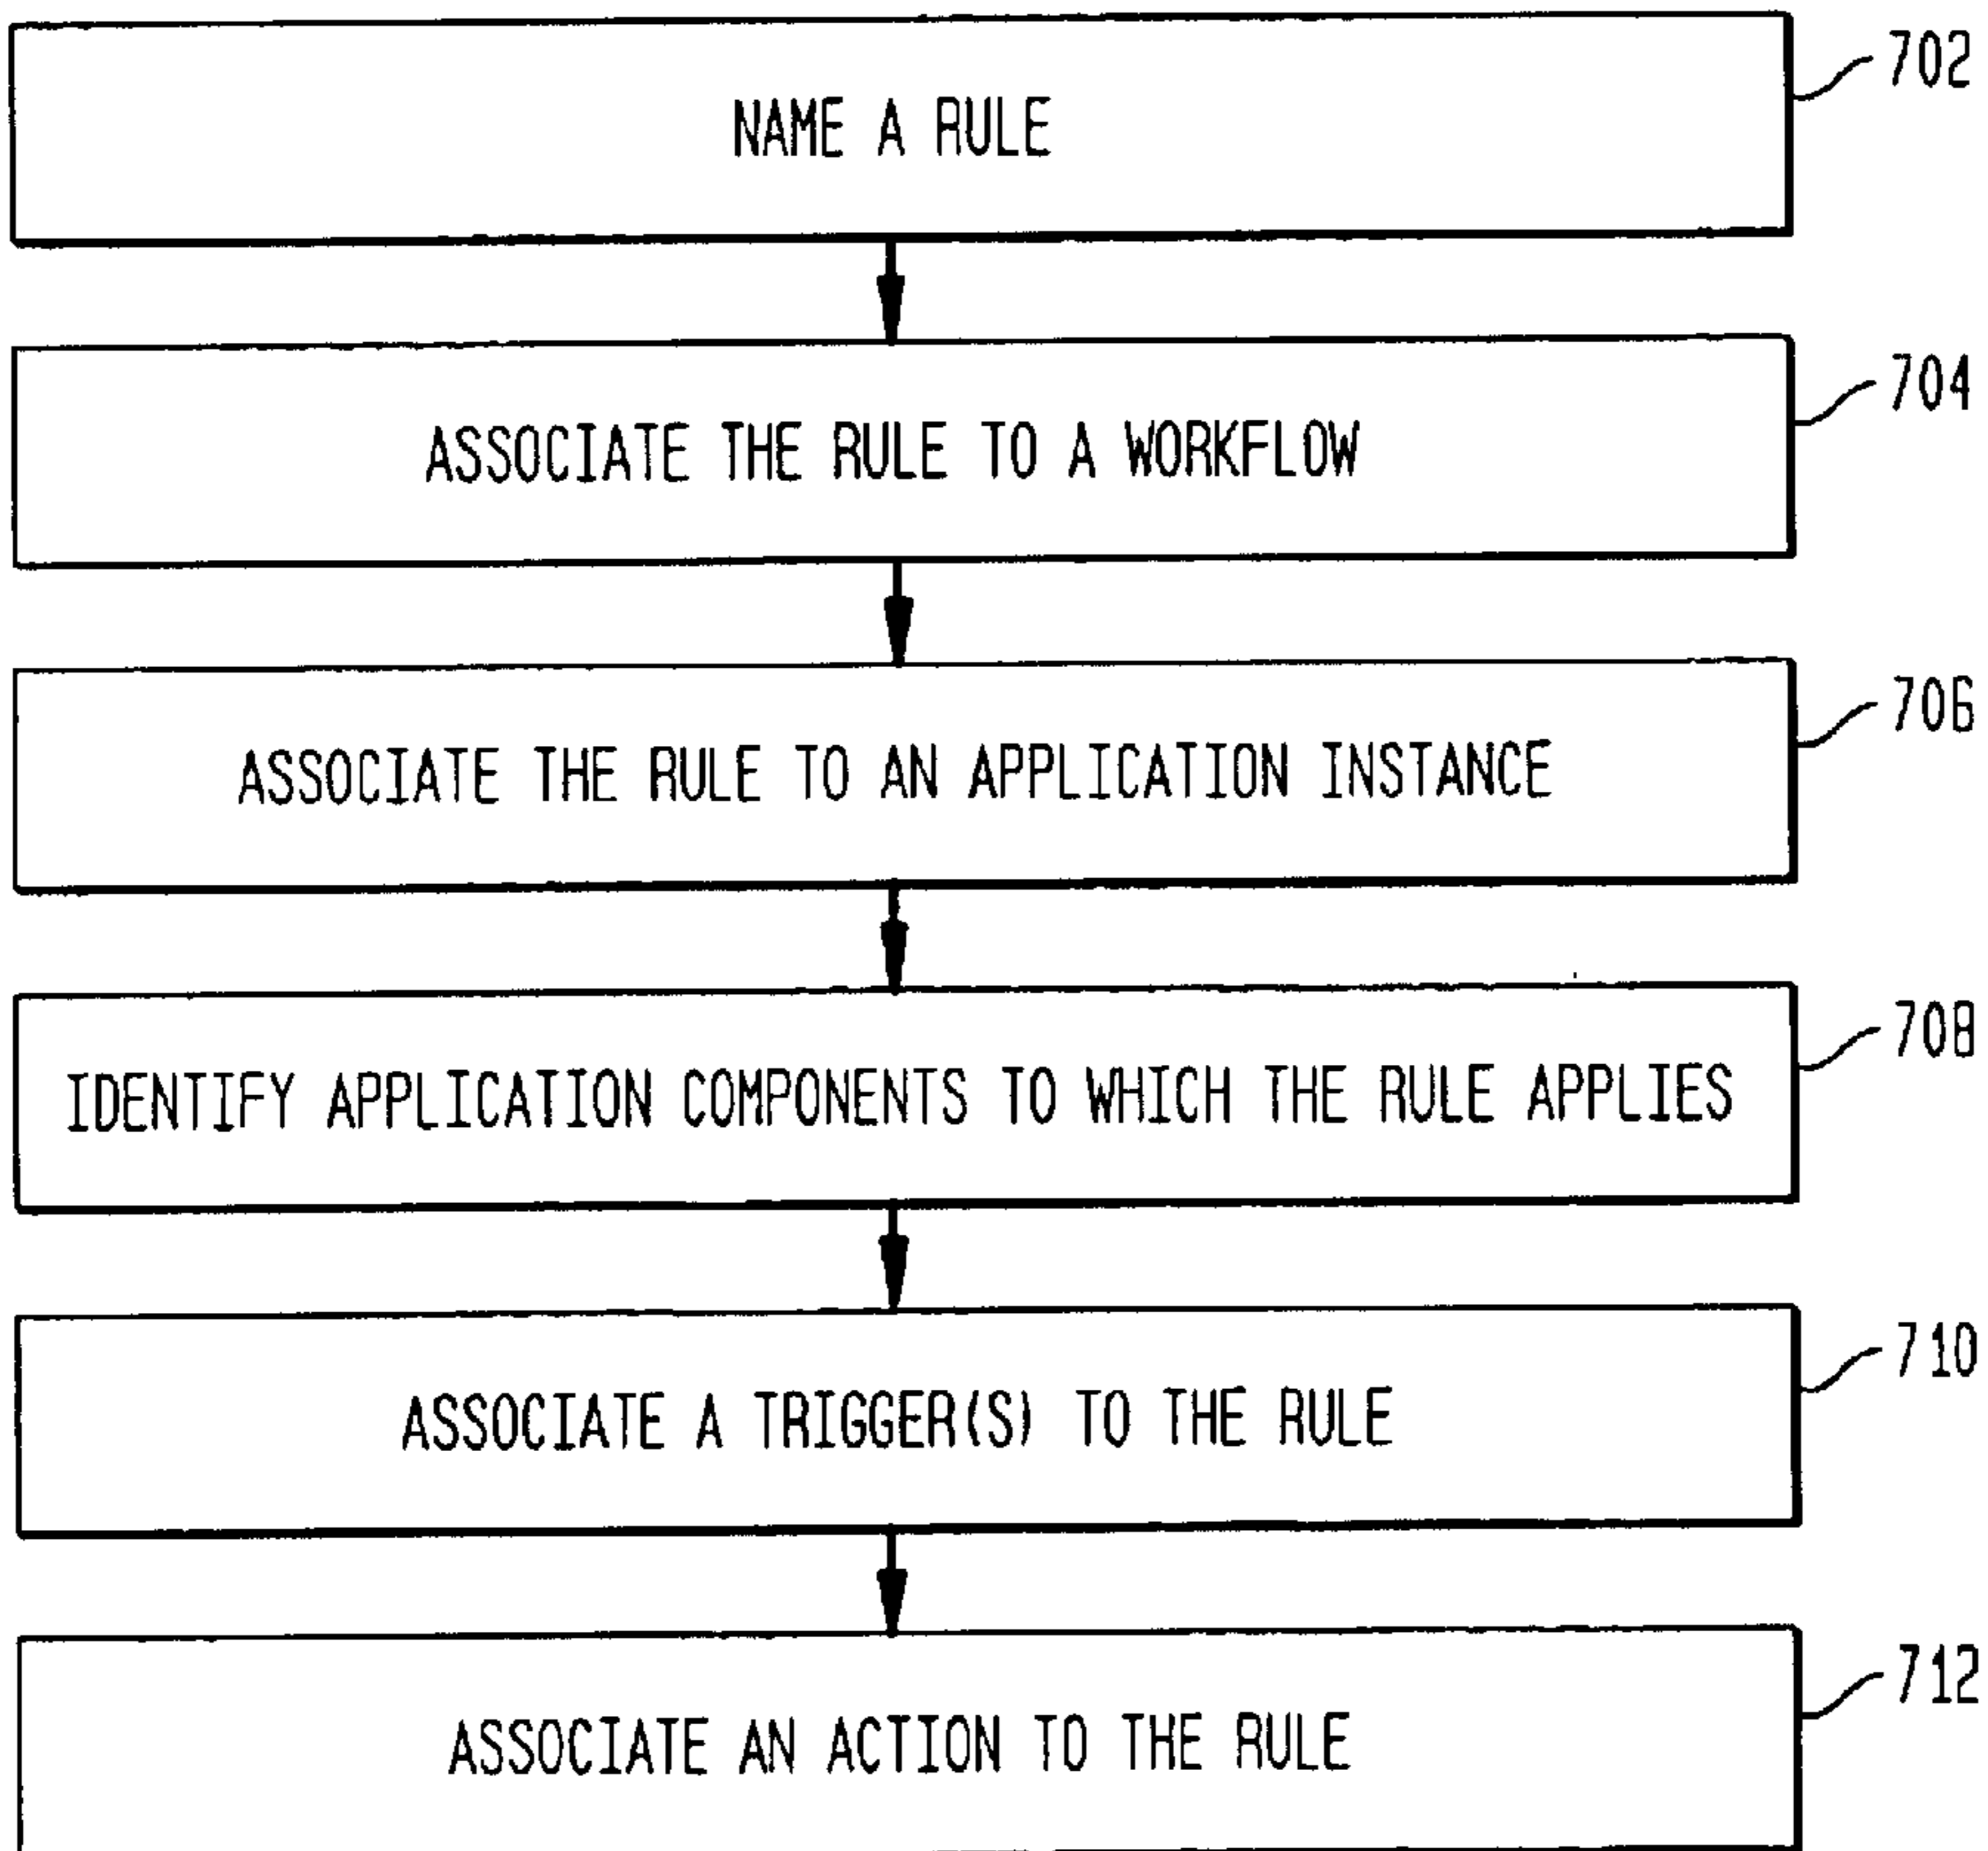 NAME A RULE
702
ASSOCIATE THE RULE TO A WORKFLOW
704
ASSOCIATE THE RULE TO AN APPLICATION INSTANCE
706
IDENTIFY APPLICATION COMPONENTS TO WHICH THE RULE APPLIES
708
ASSOCIATE A TRIGGER(S) TO THE RULE
710
ASSOCIATE AN ACTION TO THE RULE
712